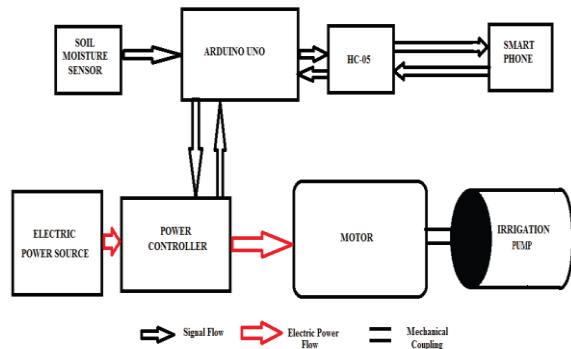 SOIL
MOISTURE
SENSOR
ARDUINO UNO
HC-05
SMART
PHONE
ELECTRIC
POWER SOURCE
POWER
CONTROLLER
MOTOR
IRRIGATION
PUMP
Signal Flow
Electric Power
Flow
Mechanical
Coupling